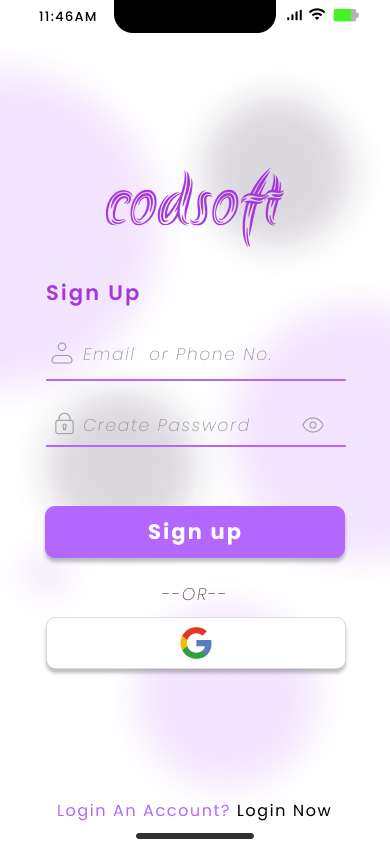 11:46AM
codsoft
Sign Up
Email or Phone No.
Create Password
Sign up
--OR--
Login An Account? Login Now